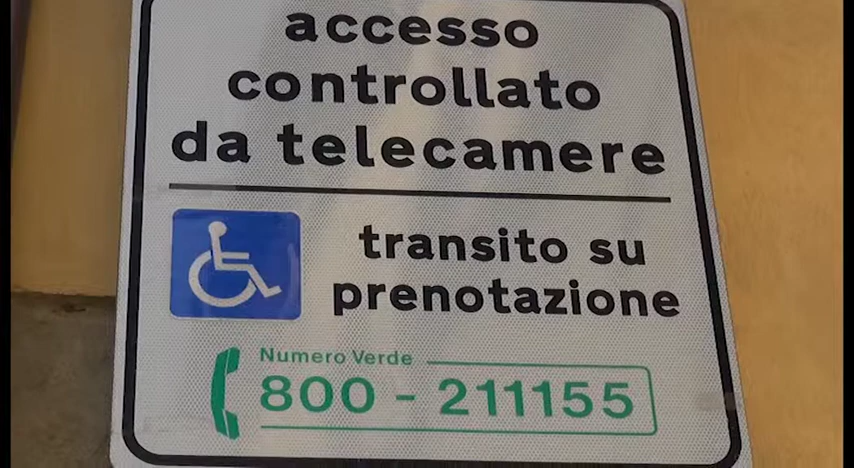 accesso
controllato
da telecamere
transito su
prenotazione
Numero Verde
800 - 211155